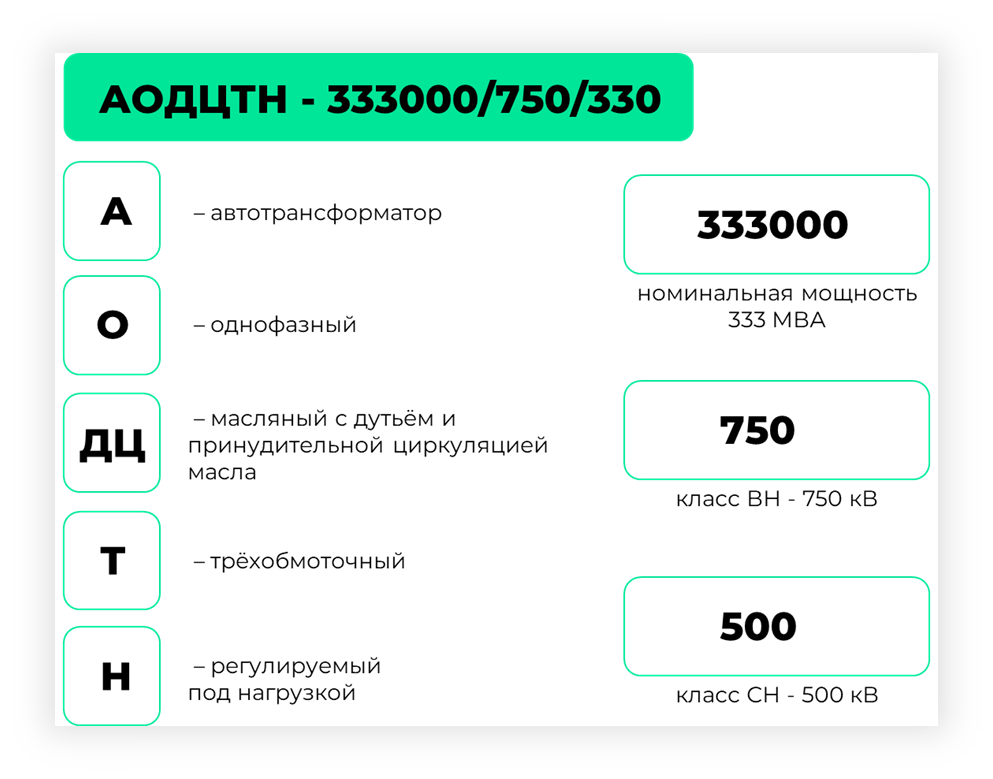 АОДЦТН - 333000/750/330
А
– автотрансформатор
О
– однофазный
ДЦ
– масляный с дутьём и
принудительной циркуляцией
масла
Т
– трёхобмоточный
Н
– регулируемый
под нагрузкой
333000
номинальная мощность
333 МВА
750
класс ВН - 750 кВ
500
класс СН - 500 кВ